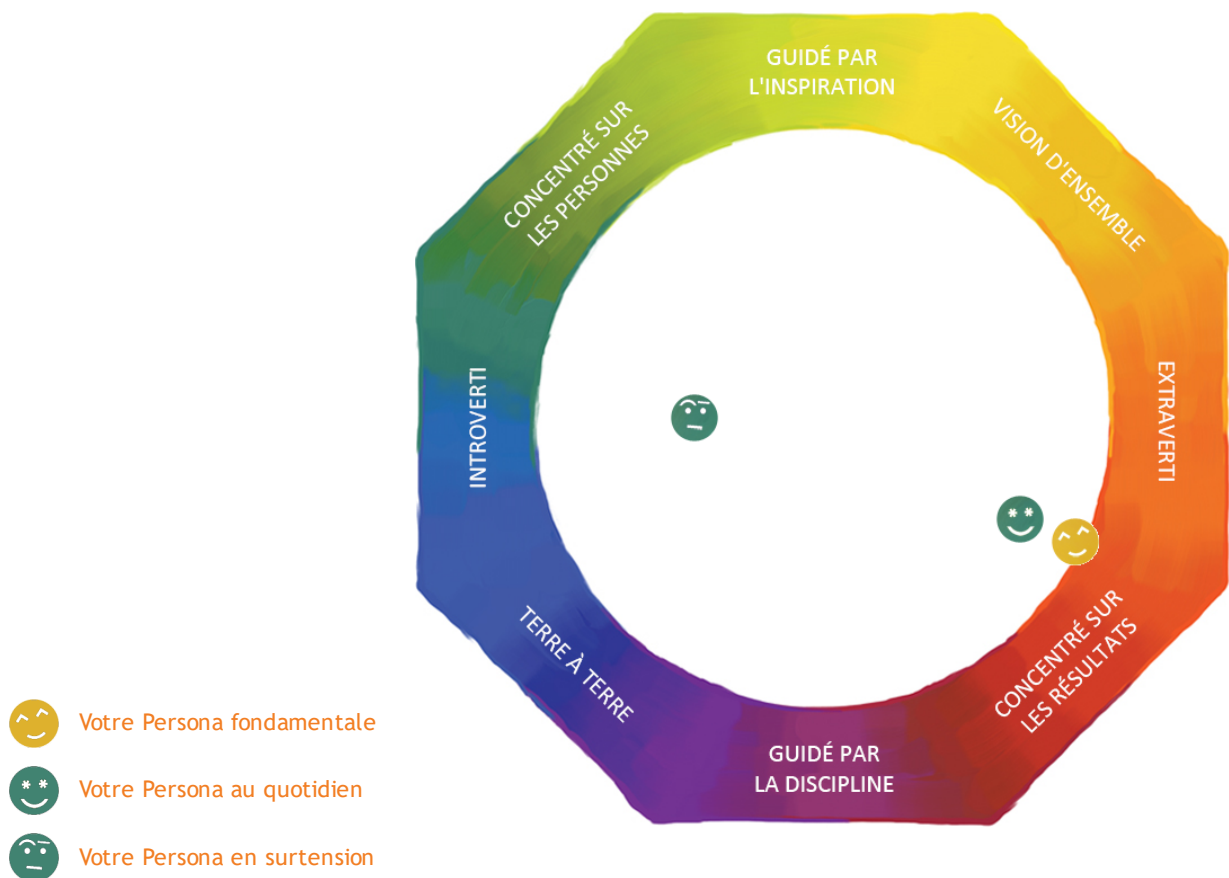 GUIDÉ PAR
L'INSPIRATION
VISION D'ENSEMBLE
CONCENTRÉ SUR
LES PERSONNES
EXTRAVERTI
INTROVERTI
CONCENTRÉ SUR
LES RÉSULTATS
TERRE À TERRE
GUIDÉ PAR
LA DISCIPLINE
Votre Persona fondamentale
Votre Persona au quotidien
Votre Persona en surtension